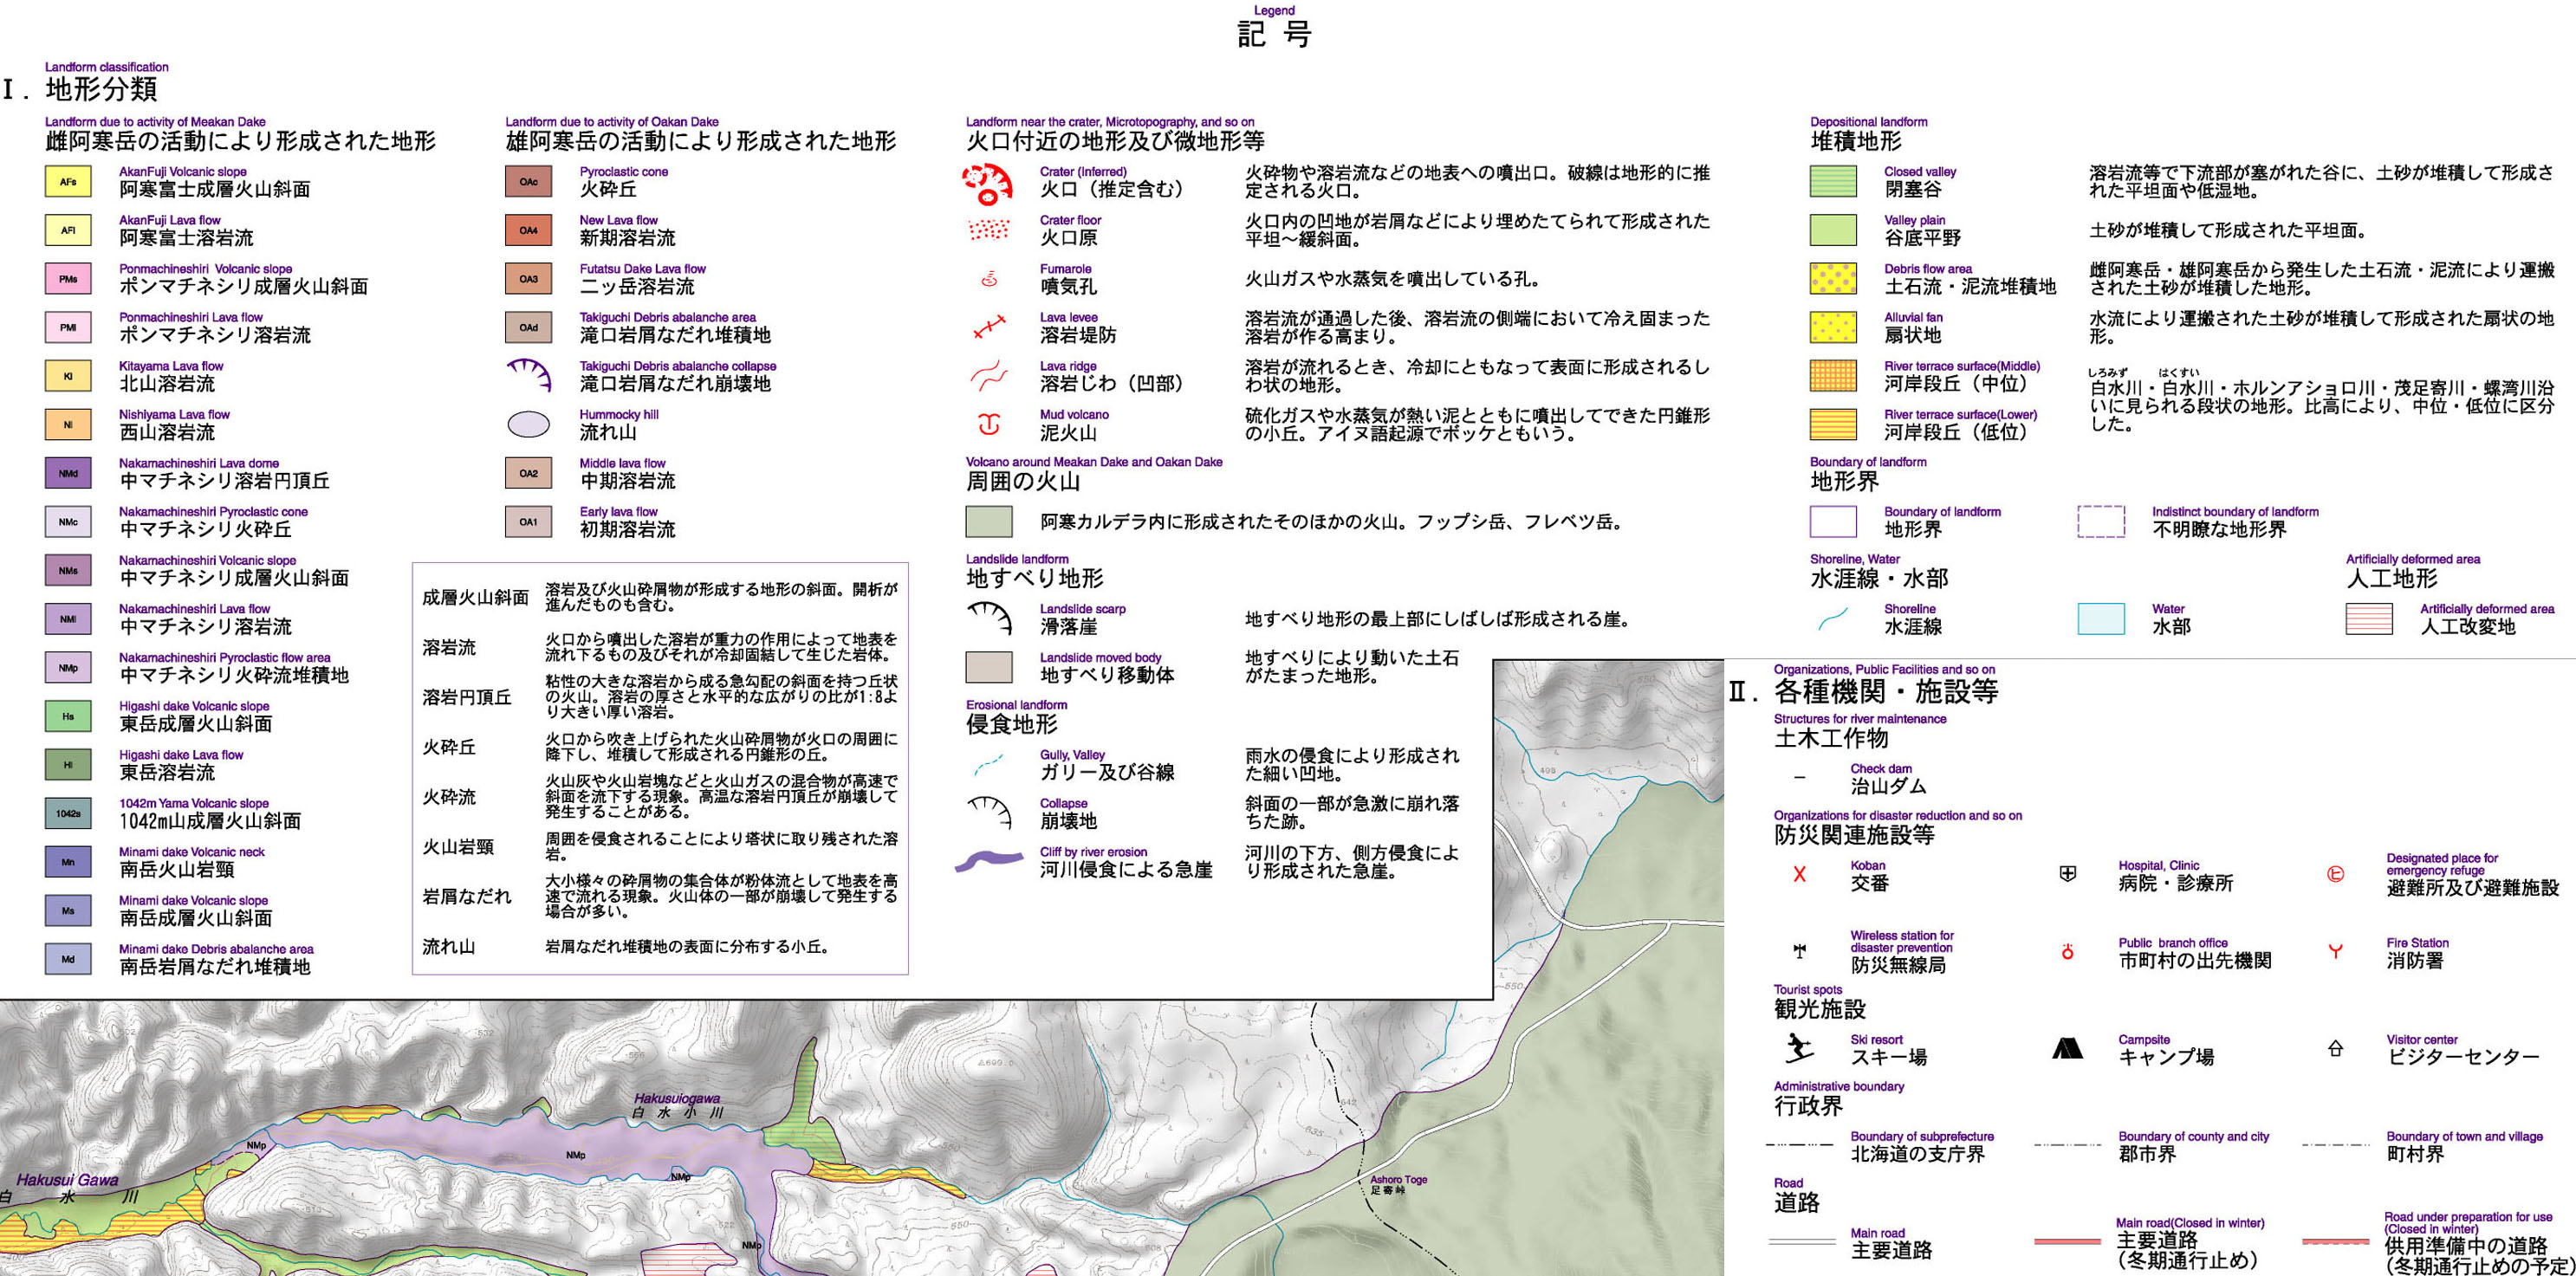 Legend
記 号
Landform classification
Ⅰ. 地形分類
Landform due to activity of Meakan Dake
雌阿寒岳の活動により形成された地形
AFs
AkanFuji Volcanic slope
阿寒富士成層火山斜面
AFl
AkanFuji Lava flow
阿寒富士溶岩流
PMs
Ponmachineshiri Volcanic slope
ポンマチネシリ成層火山斜面
PMl
Ponmachineshiri Lava flow
ポンマチネシリ溶岩流
Kl
Kitayama Lava flow
北山溶岩流
Nl
Nishiyama Lava flow
西山溶岩流
NMd
Nakamachineshiri Lava dome
中マチネシリ溶岩円頂丘
NMc
Nakamachineshiri Pyroclastic cone
中マチネシリ火砕丘
NMs
Nakamachineshiri Volcanic slope
中マチネシリ成層火山斜面
NMl
Nakamachineshiri Lava flow
中マチネシリ溶岩流
NMp
Nakamachineshiri Pyroclastic flow area
中マチネシリ火砕流堆積地
Hs
Higashi dake Volcanic slope
東岳成層火山斜面
Hl
Higashi dake Lava flow
東岳溶岩流
1042s
1042m Yama Volcanic slope
1042m山成層火山斜面
Mn
Minami dake Volcanic neck
南岳火山岩頸
Ms
Minami dake Volcanic slope
南岳成層火山斜面
Md
Minami dake Debris abalanche area
南岳岩屑なだれ堆積地
Landform due to activity of Oakan Dake
雄阿寒岳の活動により形成された地形
OAc
Pyroclastic cone
火砕丘
OA4
New Lava flow
新期溶岩流
OA3
Futatsu Dake Lava flow
二ッ岳溶岩流
OAd
Takiguchi Debris abalanche area
滝口岩屑なだれ堆積地
Takiguchi Debris abalanche collapse
滝口岩屑なだれ崩壊地
Hummocky hill
流れ山
OA2
Middle lava flow
中期溶岩流
OA1
Early lava flow
初期溶岩流
成層火山斜面
溶岩及び火山砕屑物が形成する地形の斜面。開析が
進んだものも含む。
溶岩流
火口から噴出した溶岩が重力の作用によって地表を
流れ下るもの及びそれが冷却固結して生じた岩体。
溶岩円頂丘
粘性の大きな溶岩から成る急勾配の斜面を持つ丘状
の火山。溶岩の厚さと水平的な広がりの比が1:8よ
り大きい厚い溶岩。
火砕丘
火口から吹き上げられた火山砕屑物が火口の周囲に
降下し、堆積して形成される円錐形の丘。
火砕流
火山灰や火山岩塊などと火山ガスの混合物が高速で
斜面を流下する現象。高温な溶岩円頂丘が崩壊して
発生することがある。
火山岩頸
周囲を侵食されることにより塔状に取り残された溶
岩。
岩屑なだれ
大小様々の砕屑物の集合体が粉体流として地表を高
速で流れる現象。火山体の一部が崩壊して発生する
場合が多い。
流れ山
岩屑なだれ堆積地の表面に分布する小丘。
Landform near the crater, Microtopography, and so on
火口付近の地形及び微地形等
Crater (Inferred)
火口（推定含む）
火砕物や溶岩流などの地表への噴出口。破線は地形的に推
定される火口。
Crater floor
火口原
火口内の凹地が岩屑などにより埋めたてられて形成された
平坦～緩斜面。
Fumarole
噴気孔
火山ガスや水蒸気を噴出している孔。
Lava levee
溶岩堤防
溶岩流が通過した後、溶岩流の側端において冷え固まった
溶岩が作る高まり。
Lava ridge
溶岩じわ（凹部）
溶岩が流れるとき、冷却にともなって表面に形成されるし
わ状の地形。
Mud volcano
泥火山
硫化ガスや水蒸気が熱い泥とともに噴出してできた円錐形
の小丘。アイヌ語起源でボッケともいう。
Volcano around Meakan Dake and Oakan Dake
周囲の火山
阿寒カルデラ内に形成されたそのほかの火山。フップシ岳、フレベツ岳。
Landslide landform
地すべり地形
Landslide scarp
滑落崖
地すべり地形の最上部にしばしば形成される崖。
Landslide moved body
地すべり移動体
地すべりにより動いた土石
がたまった地形。
Erosional landform
侵食地形
Gully, Valley
ガリー及び谷線
雨水の侵食により形成され
た細い凹地。
Collapse
崩壊地
斜面の一部が急激に崩れ落
ちた跡。
Cliff by river erosion
河川侵食による急崖
河川の下方、側方侵食によ
り形成された急崖。
Depositional landform
堆積地形
Closed valley
閉塞谷
溶岩流等で下流部が塞がれた谷に、土砂が堆積して形成さ
れた平坦面や低湿地。
Valley plain
谷底平野
土砂が堆積して形成された平坦面。
Debris flow area
土石流・泥流堆積地
雌阿寒岳・雄阿寒岳から発生した土石流・泥流により運搬
された土砂が堆積した地形。
Alluvial fan
扇状地
水流により運搬された土砂が堆積して形成された扇状の地
形。
River terrace surface(Middle)
河岸段丘（中位）
River terrace surface(Lower)
河岸段丘（低位）
しろみず はくすい
白水川・白水川・ホルンアショロ川・茂足寄川・螺湾川沿
いに見られる段状の地形。比高により、中位・低位に区分
した。
Boundary of landform
地形界
Boundary of landform
地形界
Indistinct boundary of landform
不明瞭な地形界
Shoreline, Water
水涯線・水部
Shoreline
水涯線
Water
水部
Artificially deformed area
人工地形
Artificially deformed area
人工改変地
Organizations, Public Facilities and so on
Ⅱ. 各種機関・施設等
Structures for river maintenance
土木工作物
Check dam
治山ダム
Organizations for disaster reduction and so on
防災関連施設等
Koban
交番
Hospital, Clinic
病院・診療所
Designated place for
emergency refuge
避難所及び避難施設
Wireless station for
disaster prevention
防災無線局
Public branch office
市町村の出先機関
Fire Station
消防署
Tourist spots
観光施設
Ski resort
スキー場
Campsite
キャンプ場
Visitor center
ビジターセンター
Administrative boundary
行政界
Boundary of subprefecture
北海道の支庁界
Boundary of county and city
郡市界
Boundary of town and village
町村界
Road
道路
Main road
主要道路
Main road(Closed in winter)
主要道路
(冬期通行止め)
Road under preparation for use
(Closed in winter)
供用準備中の道路
(冬期通行止めの予定)
Hakusuiogawa
白 水 小 川
NMp
NMp
NMp
NMp
Hakusui Gawa
白 水 川
Ashoro Toge
足寄峠
495
550
699.
642
635
550
522
608